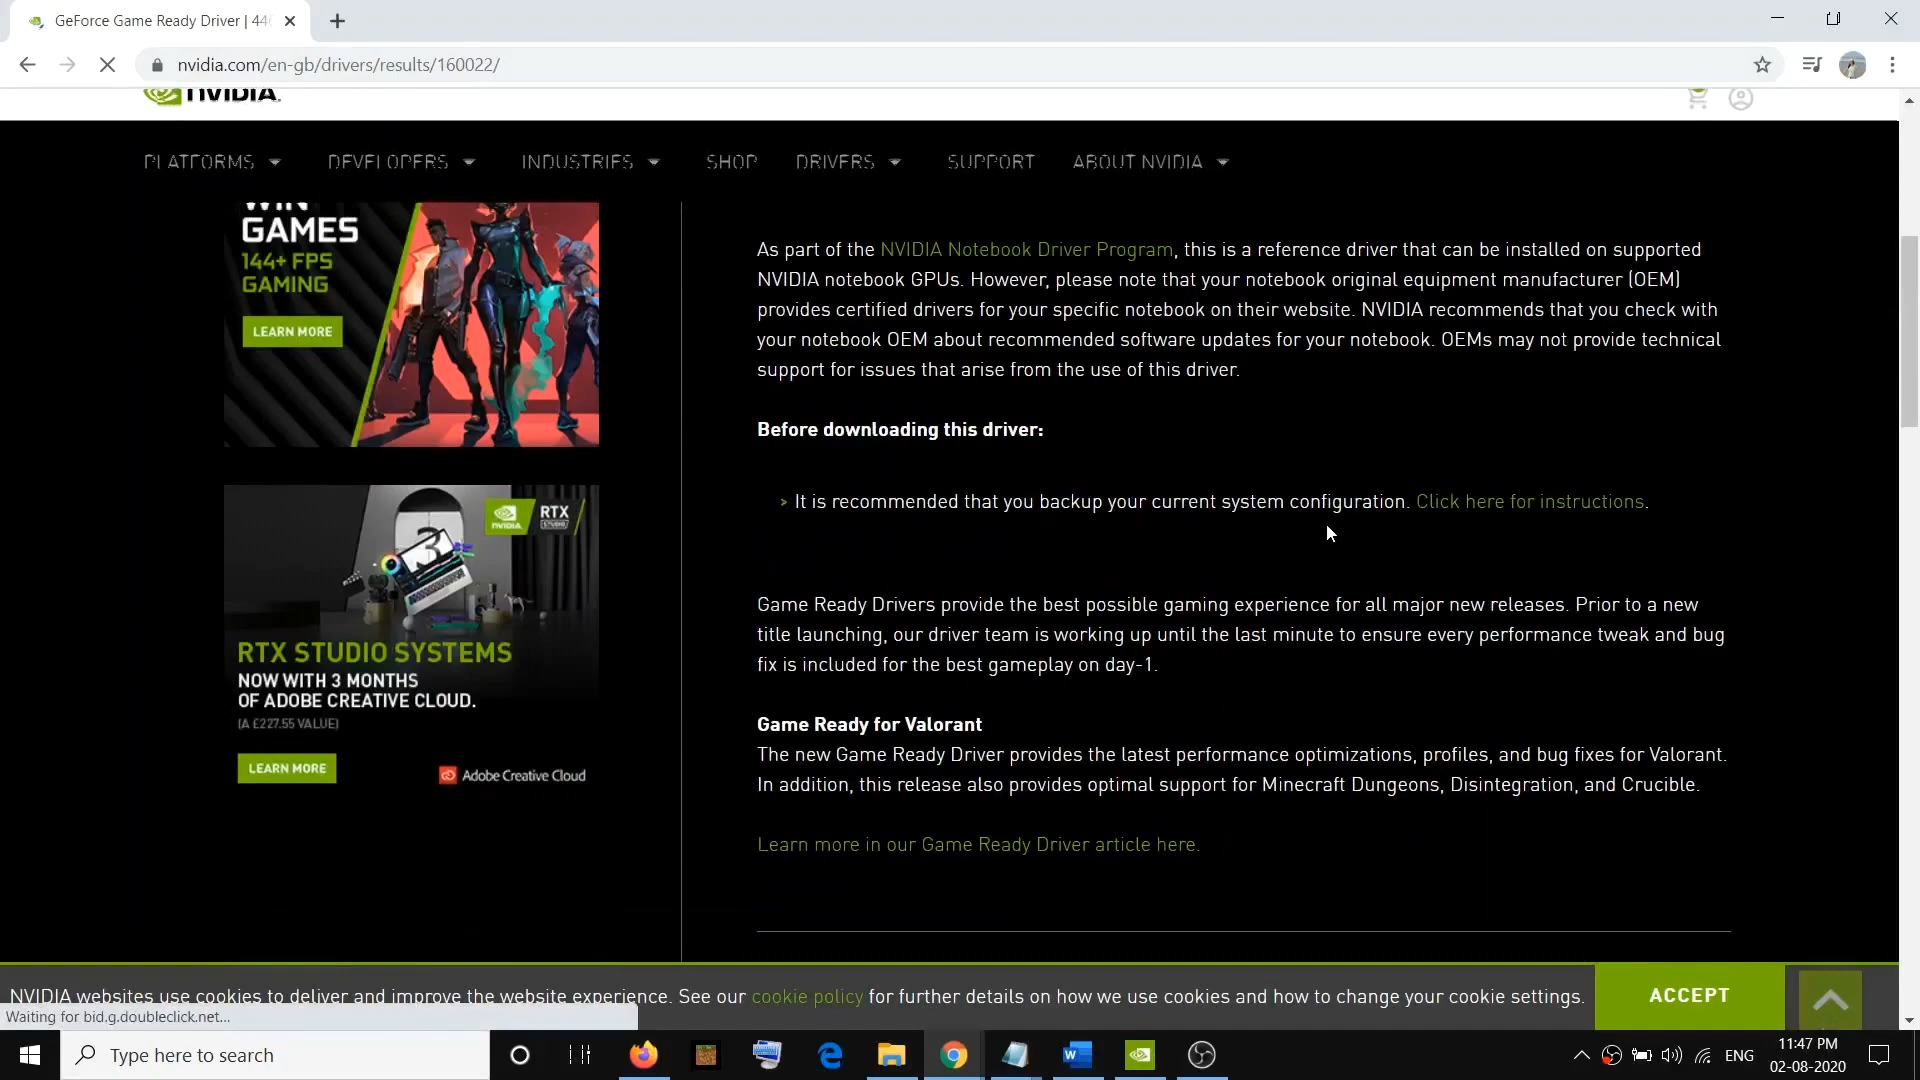 GeForce Game Ready Driver | 446
nvidia.com/en-gb/drivers/results/160022/
NVIDIA.
PLATFORMS DEVELOPERS INDUSTRIES SHOP DRIVERS SUPPORT ABOUT NVIDIA
WIN
GAMES
144+ FPS
GAMING
LEARN MORE
As part of the NVIDIA Notebook Driver Program, this is a reference driver that can be installed on supported
NVIDIA notebook GPUs. However, please note that your notebook original equipment manufacturer (OEM)
provides certified drivers for your specific notebook on their website. NVIDIA recommends that you check with
your notebook OEM about recommended software updates for your notebook. OEMs may not provide technical
support for issues that arise from the use of this driver.
Before downloading this driver:
> It is recommended that you backup your current system configuration. Click here for instructions.
NVIDIA. RTX
STUDIO
3
RTX STUDIO SYSTEMS
NOW WITH 3 MONTHS
OF ADOBE CREATIVE CLOUD.
(A £227.55 VALUE)
LEARN MORE
Adobe Creative Cloud
Game Ready Drivers provide the best possible gaming experience for all major new releases. Prior to a new
title launching, our driver team is working up until the last minute to ensure every performance tweak and bug
fix is included for the best gameplay on day-1.
Game Ready for Valorant
The new Game Ready Driver provides the latest performance optimizations, profiles, and bug fixes for Valorant.
In addition, this release also provides optimal support for Minecraft Dungeons, Disintegration, and Crucible.
Learn more in our Game Ready Driver article here.
NVIDIA websites use cookies to deliver and improve the website experience. See our cookie policy for further details on how we use cookies and how to change your cookie settings.
ACCEPT
Waiting for bid.g.doubleclick.net...
Type here to search
ENG
11:47 PM
02-08-2020